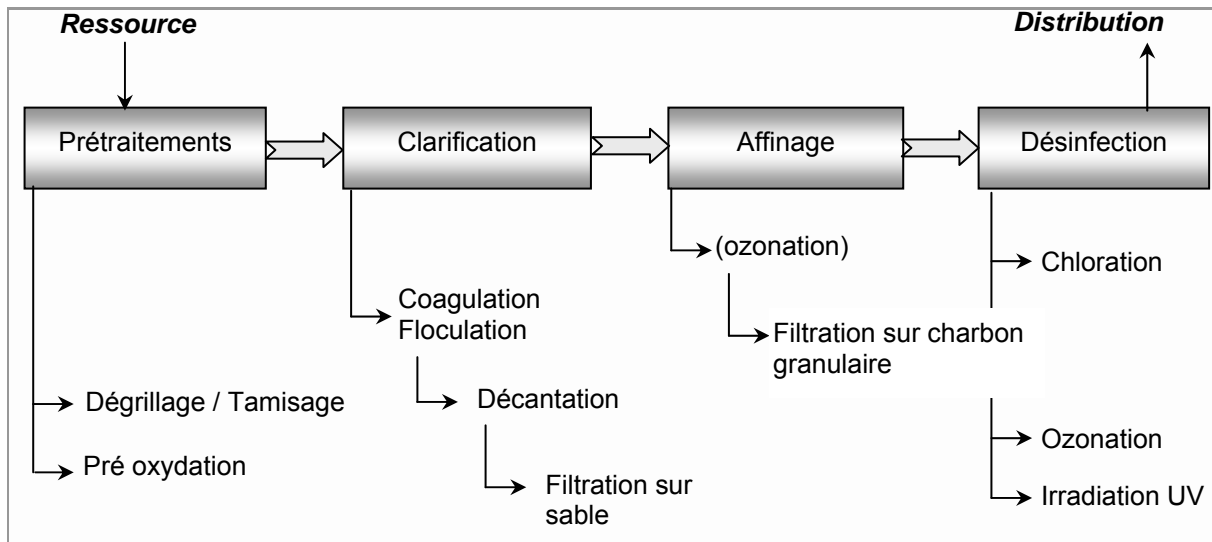 Ressource
Distribution
Prétraitements
Clarification
Affinage
Désinfection
Dégrillage / Tamisage
Pré oxydation
Coagulation
Floculation
Décantation
Filtration sur
sable
(ozonation)
Filtration sur charbon
granulaire
Chloration
Ozonation
Irradiation UV